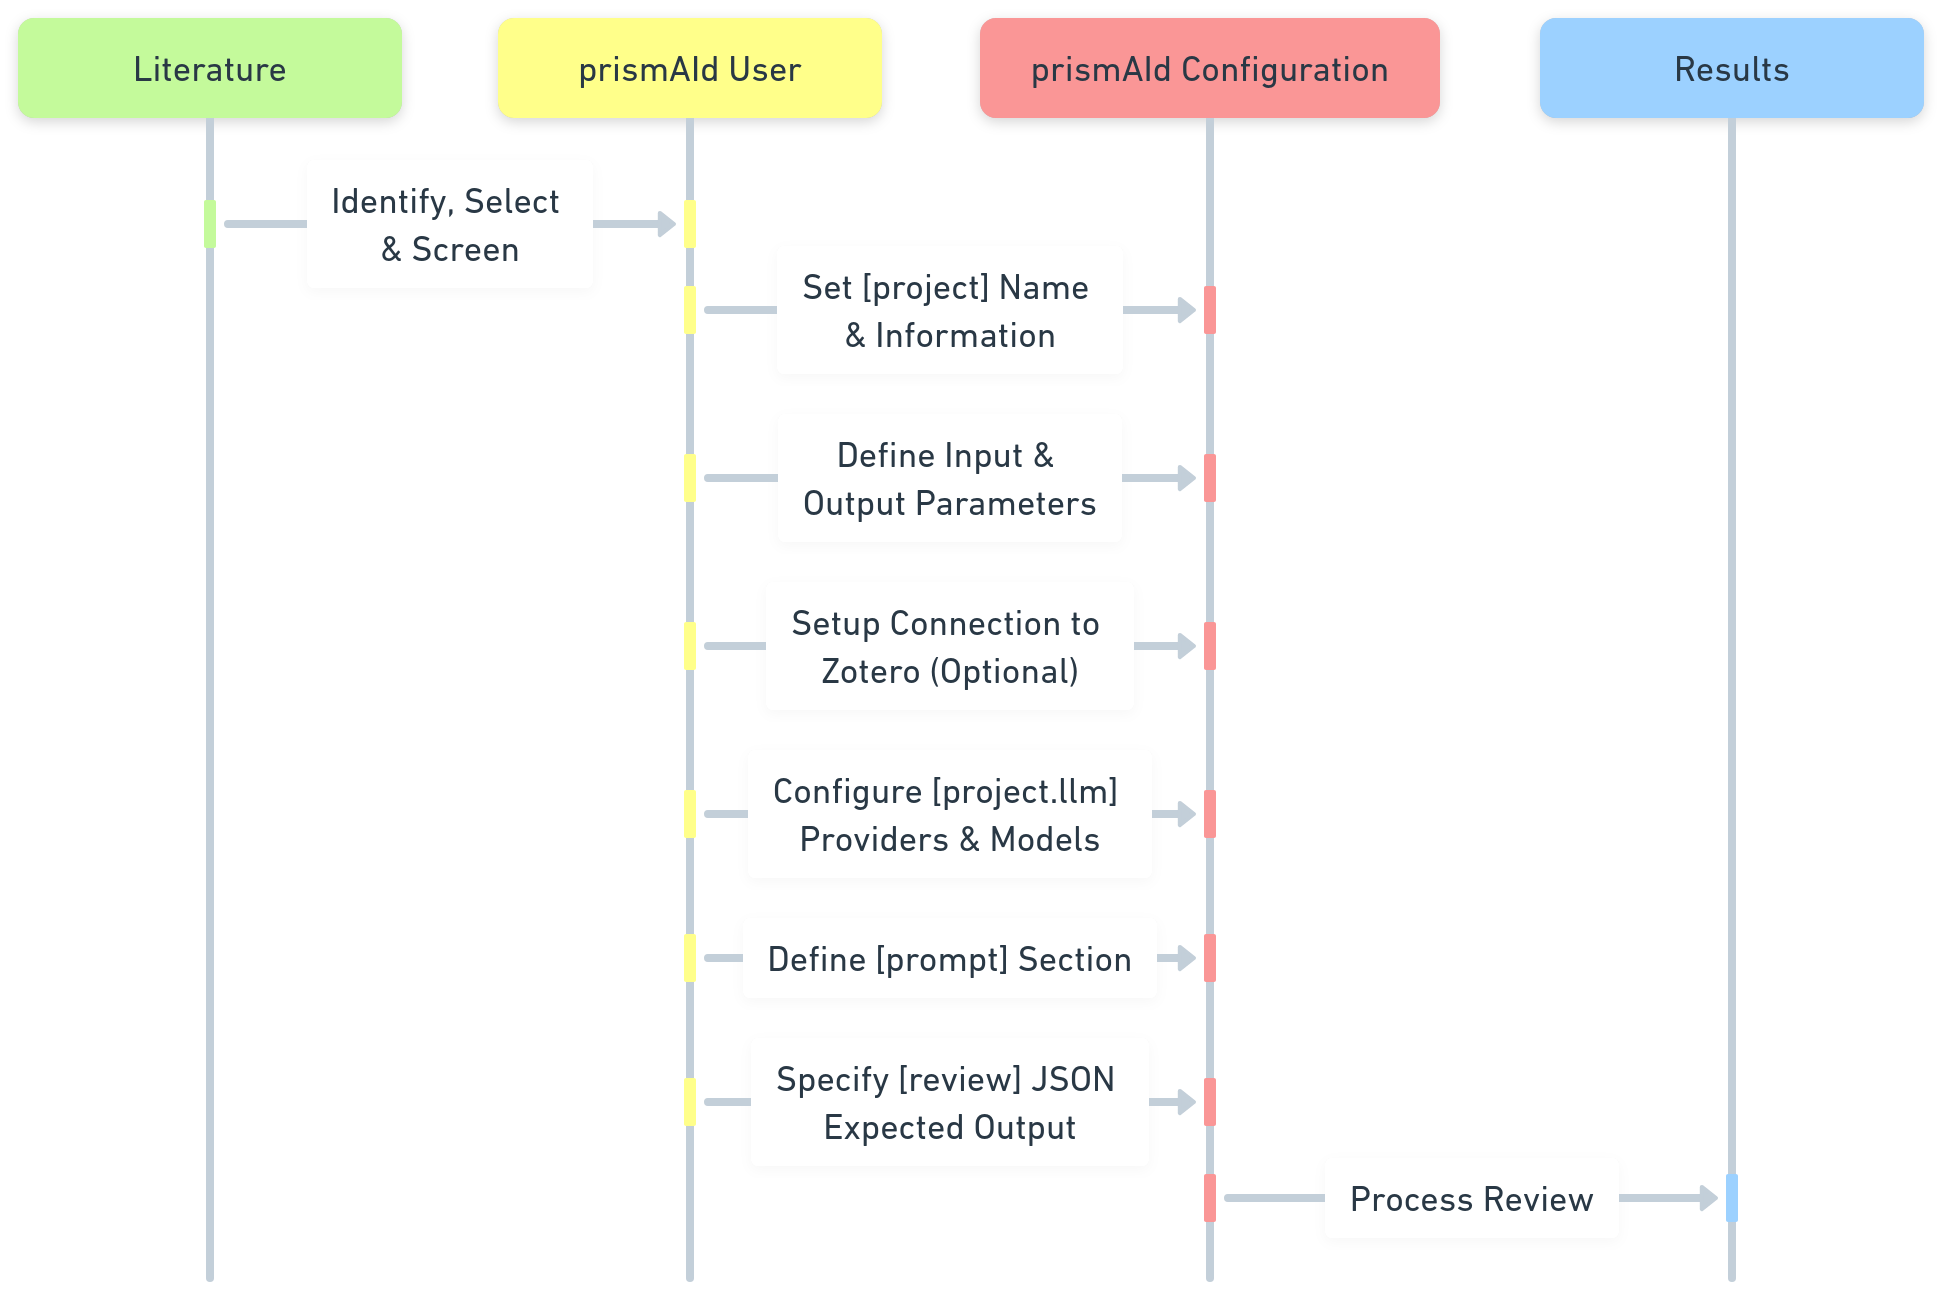 Literature
prismAId User
prismAId Configuration
Results
Identify, Select
& Screen
Set [project] Name
& Information
Define Input &
Output Parameters
Setup Connection to
Zotero (Optional)
Configure [project.llm]
Providers & Models
Define [prompt] Section
Specify [review] JSON
Expected Output
Process Review